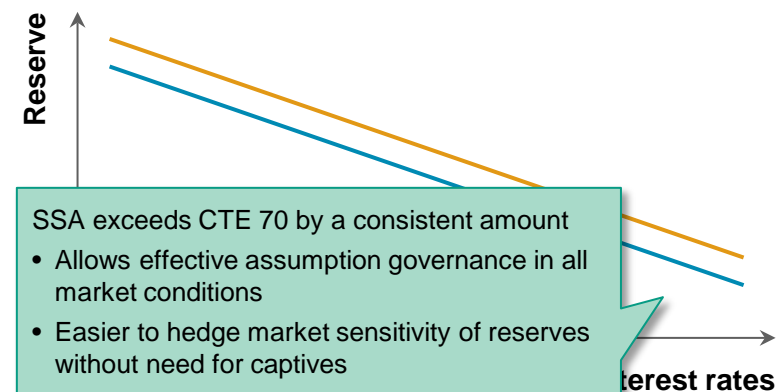 Reserve
SSA exceeds CTE 70 by a consistent amount
• Allows effective assumption governance in all
market conditions
• Easier to hedge market sensitivity of reserves
without need for captives
terest rates